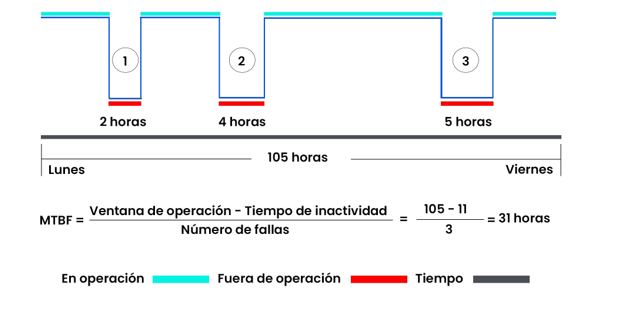 1
2
3
2 horas
4 horas
5 horas
105 horas
Lunes
Viernes
MTBF = Ventana de operación - Tiempo de inactividad = 105 - 11 = 31 horas
Número de fallas
3
En operación
Fuera de operación
Tiempo